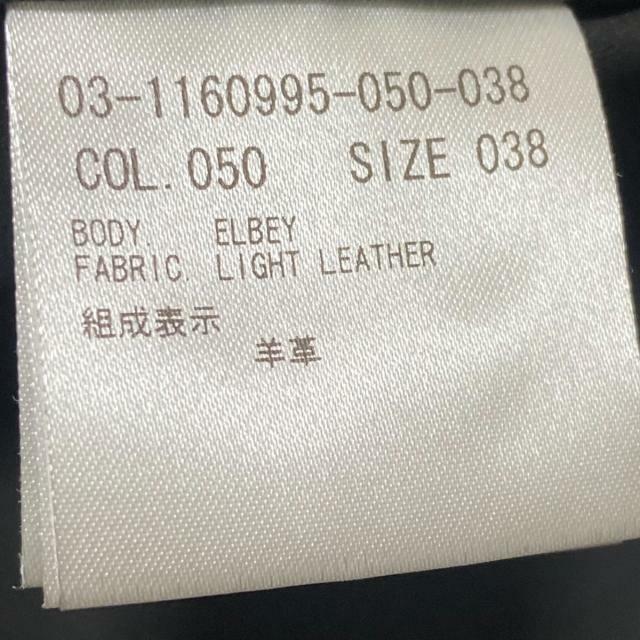 03-1160995-050-038
COL. 050 SIZE 038
BODY. ELBEY
FABRIC. LIGHT LEATHER
組成表示
羊革